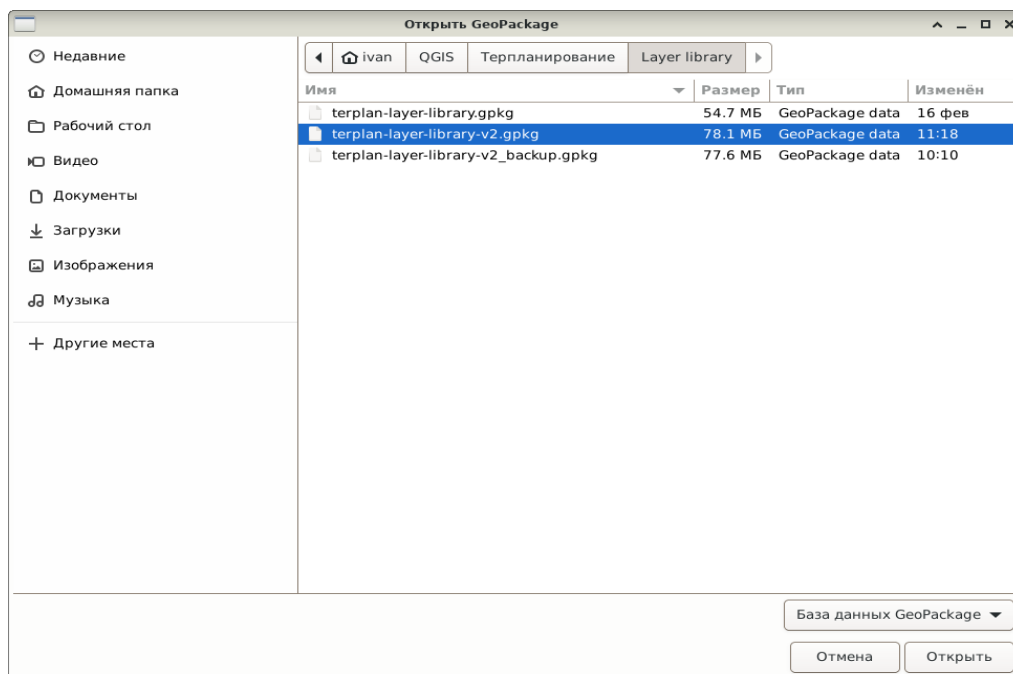 Открыть GeoPackage
Недавние
Домашняя папка
Рабочий стол
Видео
Документы
Загрузки
Изображения
Музыка
Другие места
ivan QGIS Терпланирование Layer library
Имя Размер Тип Изменён
terplan-layer-library.gpkg 54.7 МБ GeoPackage data 16 фев
terplan-layer-library-v2.gpkg 78.1 МБ GeoPackage data 11:18
terplan-layer-library-v2_backup.gpkg 77.6 МБ GeoPackage data 10:10
База данных GeoPackage
Отмена Открыть